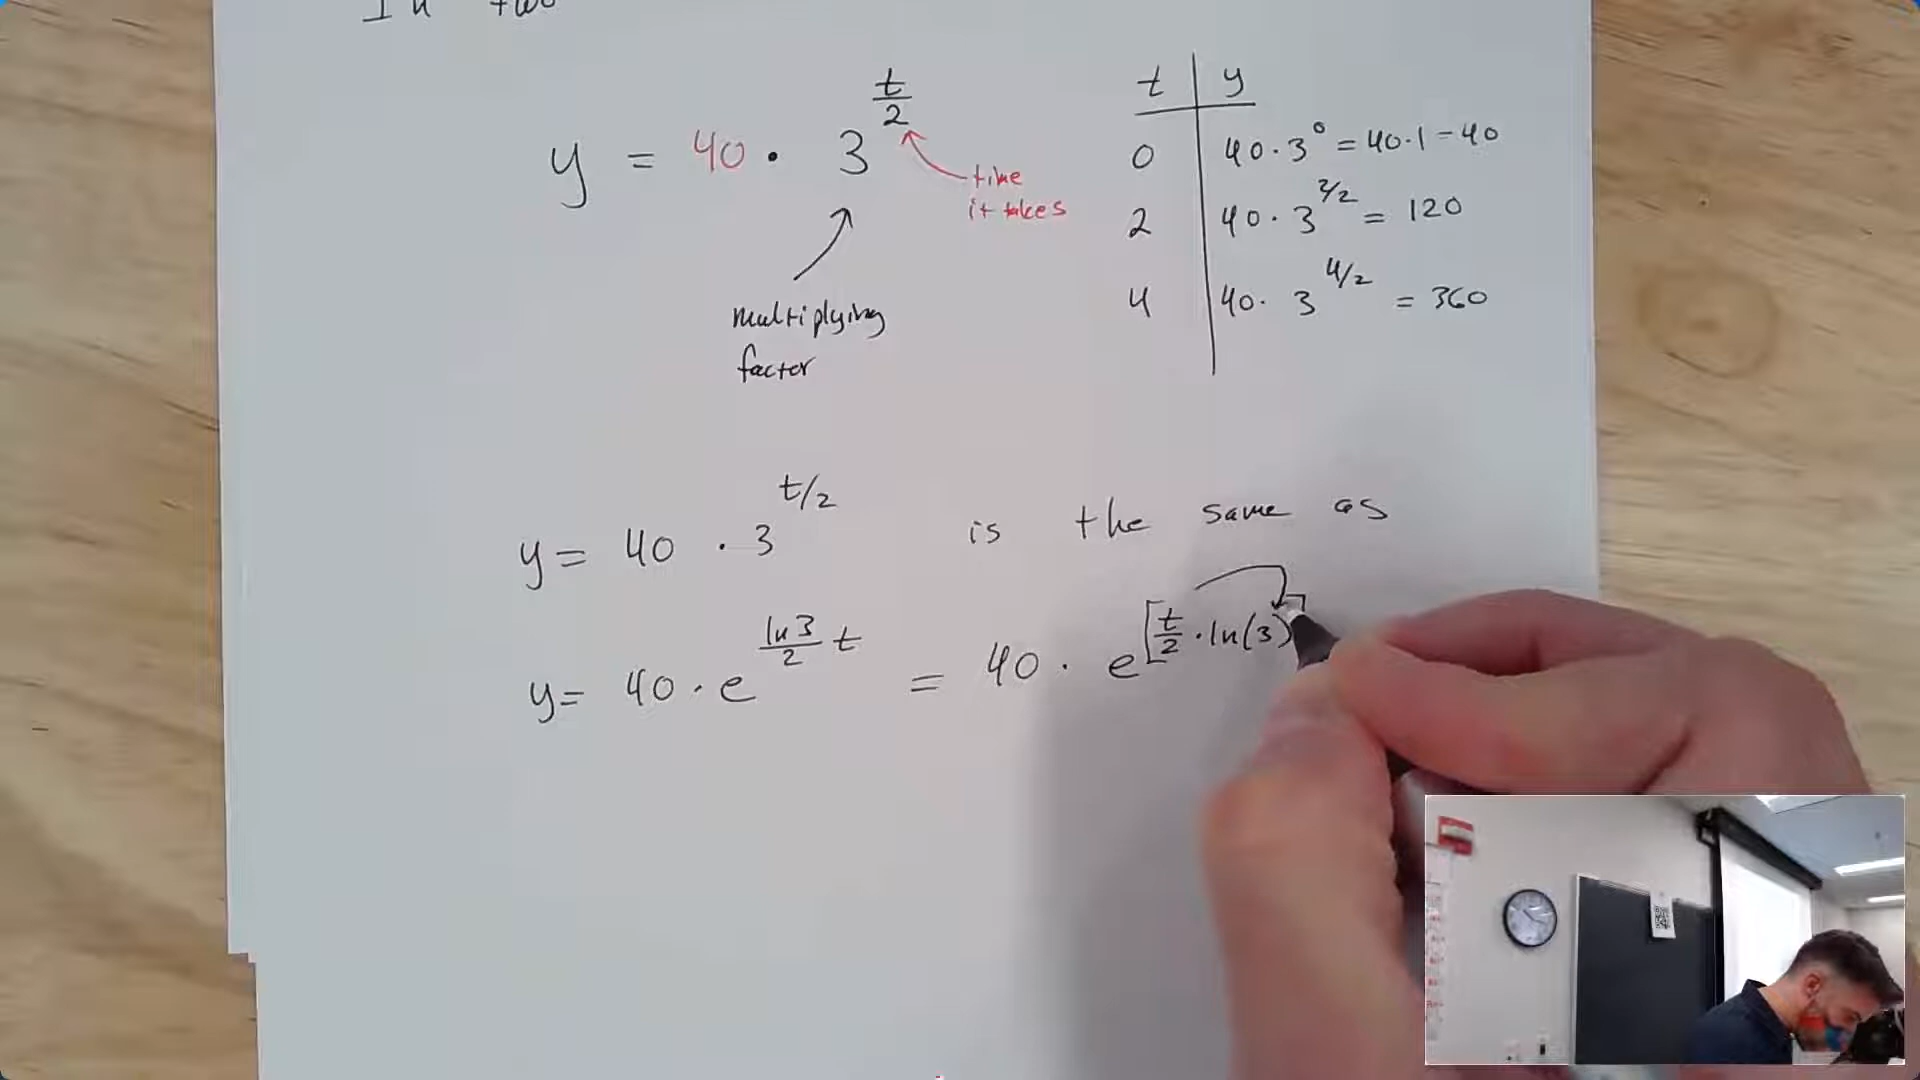 In two
y = 40 · 3^(t/2)
time
it takes
multiplying
factor
t | y
0 | 40·3^0 = 40·1 = 40
2 | 40·3^(2/2) = 120
4 | 40·3^(4/2) = 360
y = 40 · 3^(t/2) is the same as
y = 40 · e^(ln3/2 t) = 40 · e^[t/2 · ln(3)]